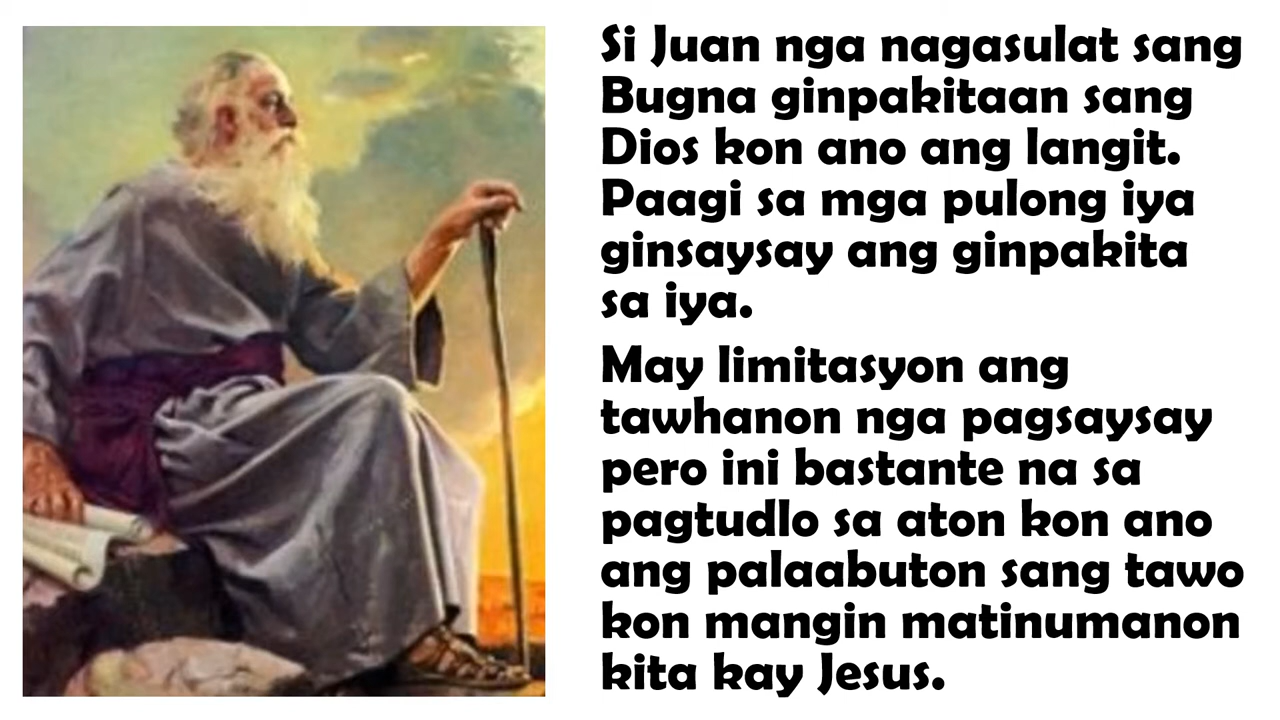 Si Juan nga nagasulat sang
Bugna ginpakitaan sang
Dios kon ano ang langit.
Paagi sa mga pulong iya
ginsaysay ang ginpakita
sa iya.
May limitasyon ang
tawhanon nga pagsaysay
pero ini bastante na sa
pagtudlo sa aton kon ano
ang palaabuton sang tawo
kon mangin matinumanon
kita kay Jesus.